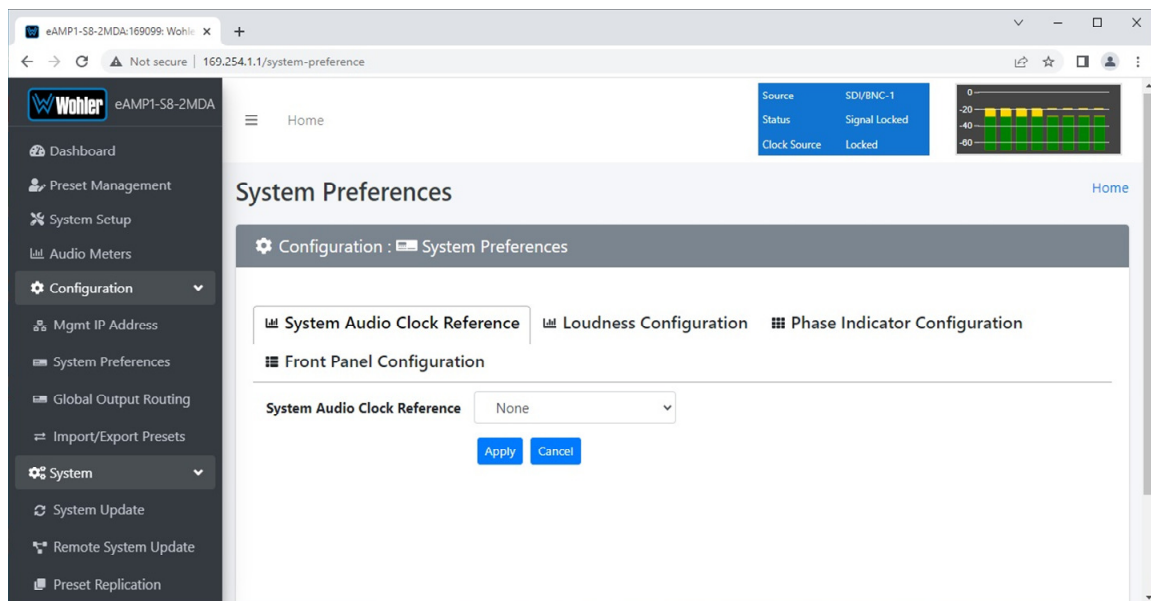 eAMP1-S8-2MDA:169099: Wohle
Not secure | 169.254.1.1/system-preference
Wohler eAMP1-S8-2MDA
Dashboard
Preset Management
System Setup
Audio Meters
Configuration
Mgmt IP Address
System Preferences
Global Output Routing
Import/Export Presets
System
System Update
Remote System Update
Preset Replication
Home
Source SDI/BNC-1
Status Signal Locked
Clock Source Locked
0
-20
-40
-60
System Preferences
Home
Configuration : System Preferences
System Audio Clock Reference Loudness Configuration Phase Indicator Configuration
Front Panel Configuration
System Audio Clock Reference None
Apply Cancel